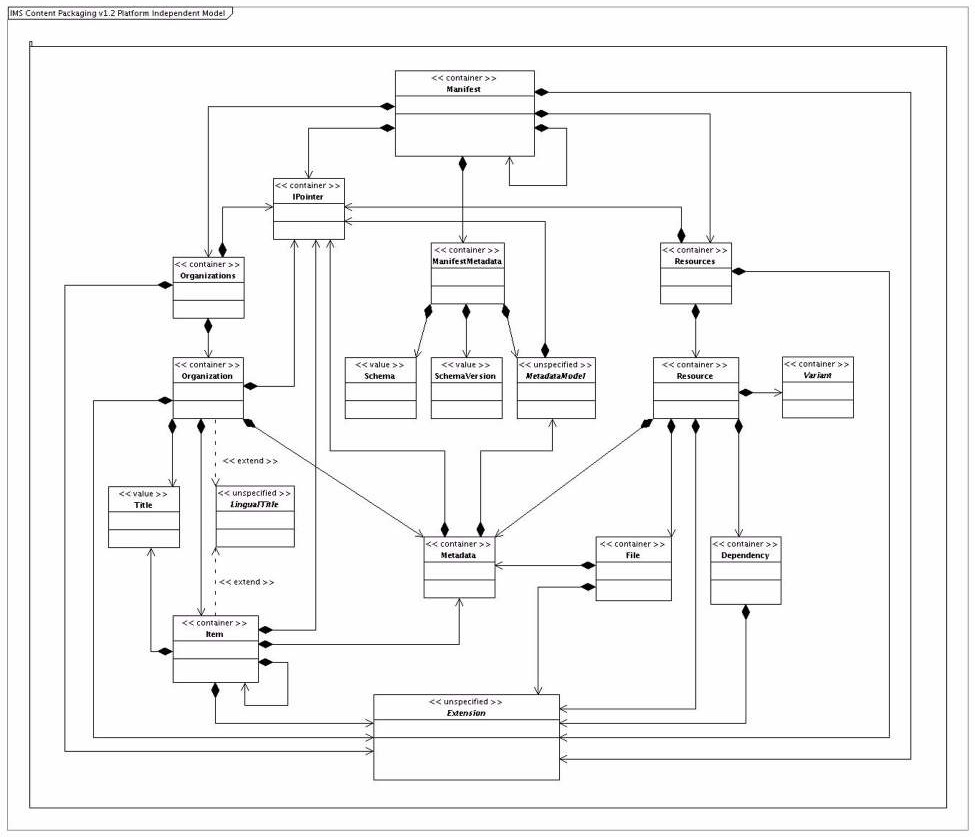 IMS Content Packaging v1.2 Platform Independent Model
<< container >>
Manifest
<< container >>
IPointer
<< container >>
ManifestMetadata
<< container >>
Resources
<< container >>
Organizations
<< container >>
Organization
<< value >>
Schema
<< value >>
SchemaVersion
<< unspecified >>
MetadataModel
<< container >>
Resource
<< container >>
Variant
<< extend >>
<< value >>
Title
<< unspecified >>
LingualTitle
<< container >>
Metadata
<< container >>
File
<< container >>
Dependency
<< extend >>
<< container >>
Item
<< unspecified >>
Extension